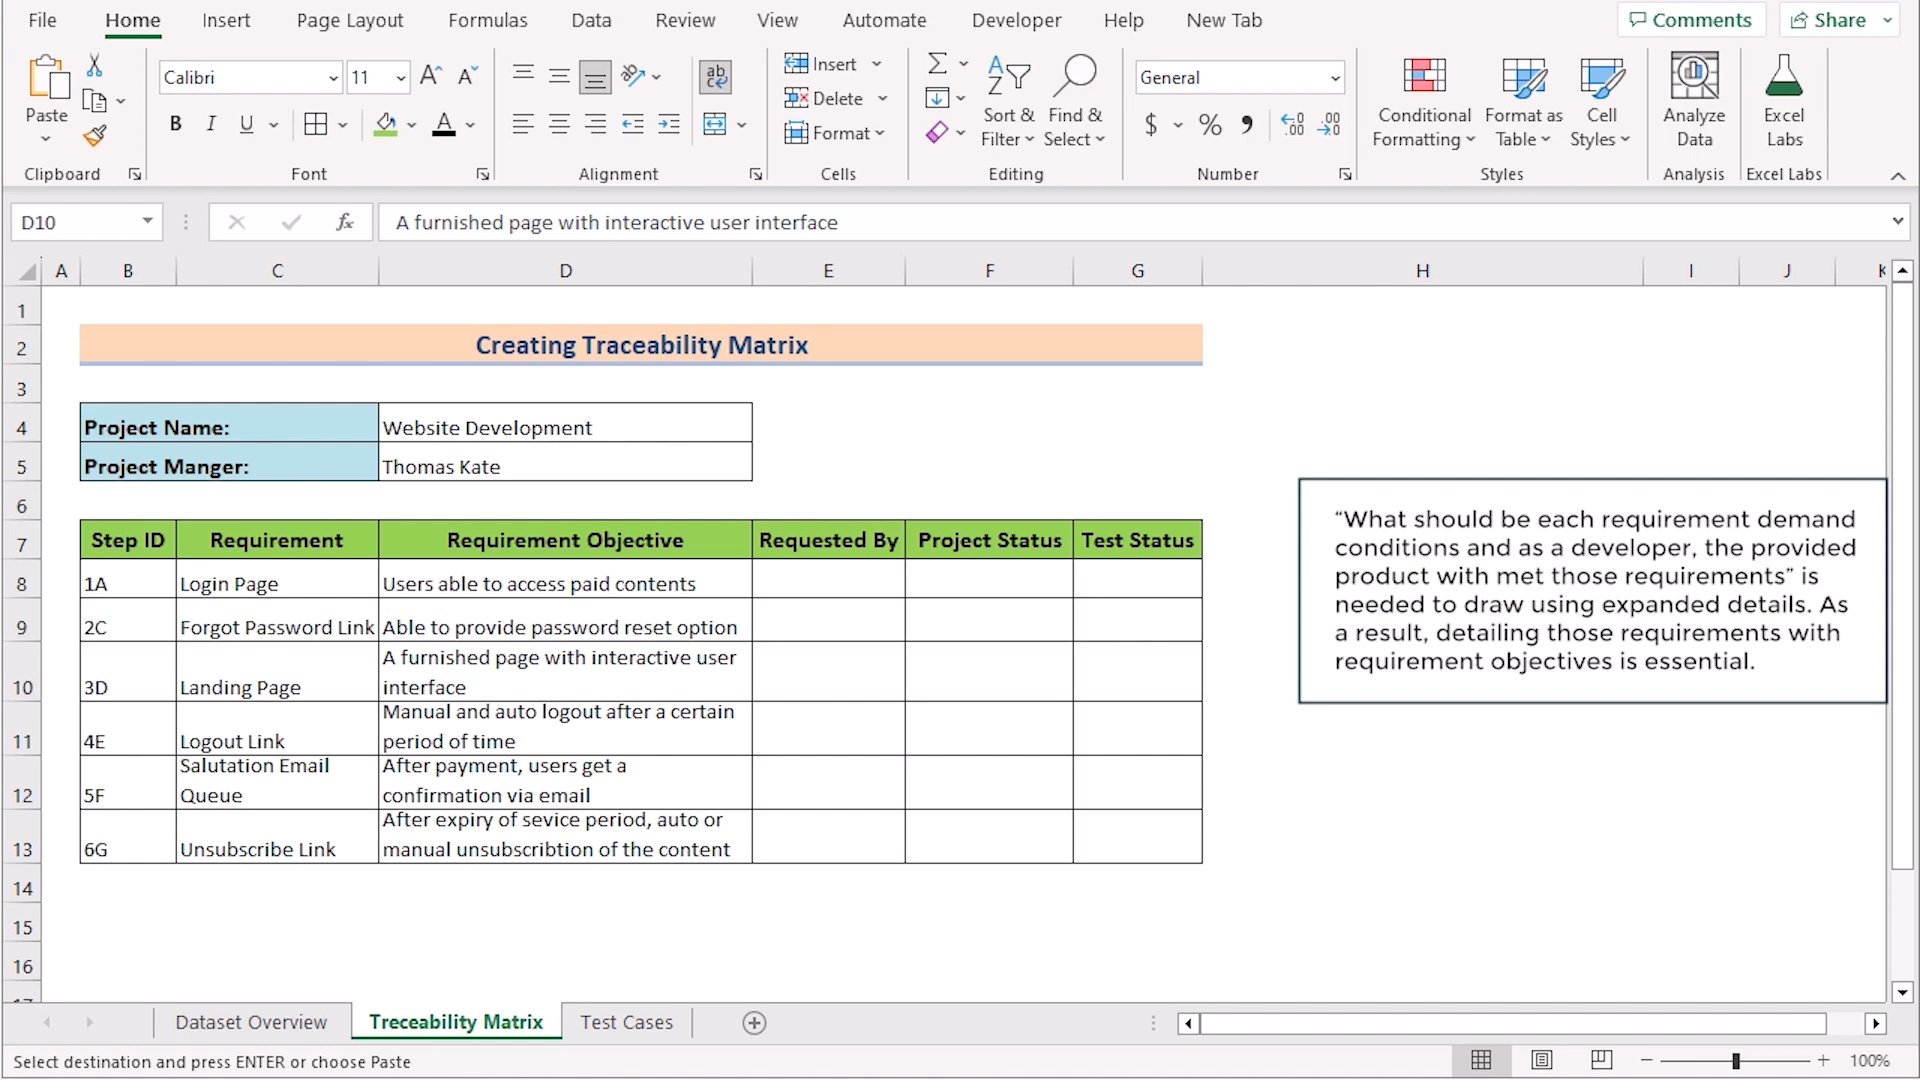 File Home Insert Page Layout Formulas Data Review View Automate Developer Help New Tab Comments Share
Paste Calibri 11 Insert Delete Format Sort & Filter Find & Select General Conditional Formatting Format as Table Cell Styles Analyze Data Excel Labs
B I U A $ %
Clipboard Font Alignment Cells Editing Number Styles Analysis Excel Labs
D10 fx A furnished page with interactive user interface
A B C D E F G H I J K
1
2 Creating Traceability Matrix
3
4 Project Name: Website Development
5 Project Manger: Thomas Kate
6
7 Step ID Requirement Requirement Objective Requested By Project Status Test Status
8 1A Login Page Users able to access paid contents
9 2C Forgot Password Link Able to provide password reset option
A furnished page with interactive user
10 3D Landing Page interface
Manual and auto logout after a certain
11 4E Logout Link period of time
Salutation Email After payment, users get a
12 5F Queue confirmation via email
After expiry of sevice period, auto or
13 6G Unsubscribe Link manual unsubscribtion of the content
14
15
16
17
“What should be each requirement demand
conditions and as a developer, the provided
product with met those requirements” is
needed to draw using expanded details. As
a result, detailing those requirements with
requirement objectives is essential.
Dataset Overview Treceability Matrix Test Cases
Select destination and press ENTER or choose Paste 100%